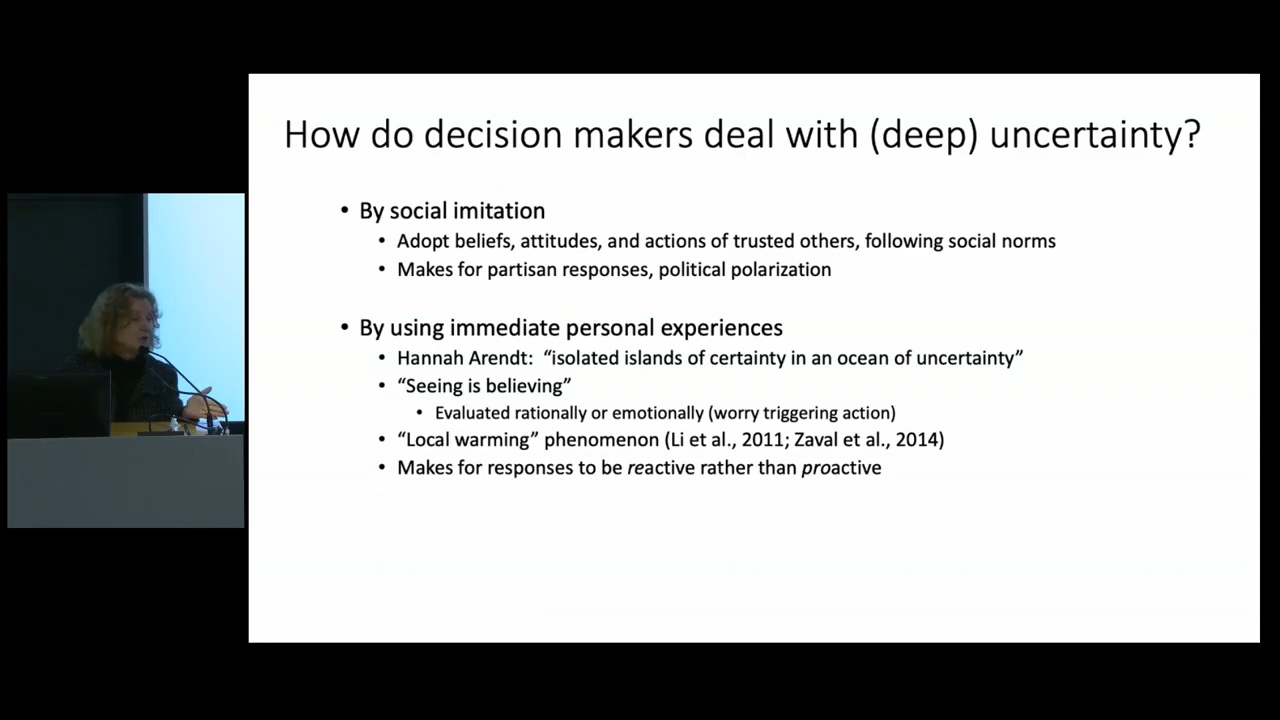 How do decision makers deal with (deep) uncertainty?
• By social imitation
• Adopt beliefs, attitudes, and actions of trusted others, following social norms
• Makes for partisan responses, political polarization
• By using immediate personal experiences
• Hannah Arendt: “isolated islands of certainty in an ocean of uncertainty”
• “Seeing is believing”
• Evaluated rationally or emotionally (worry triggering action)
• “Local warming” phenomenon (Li et al., 2011; Zaval et al., 2014)
• Makes for responses to be reactive rather than proactive